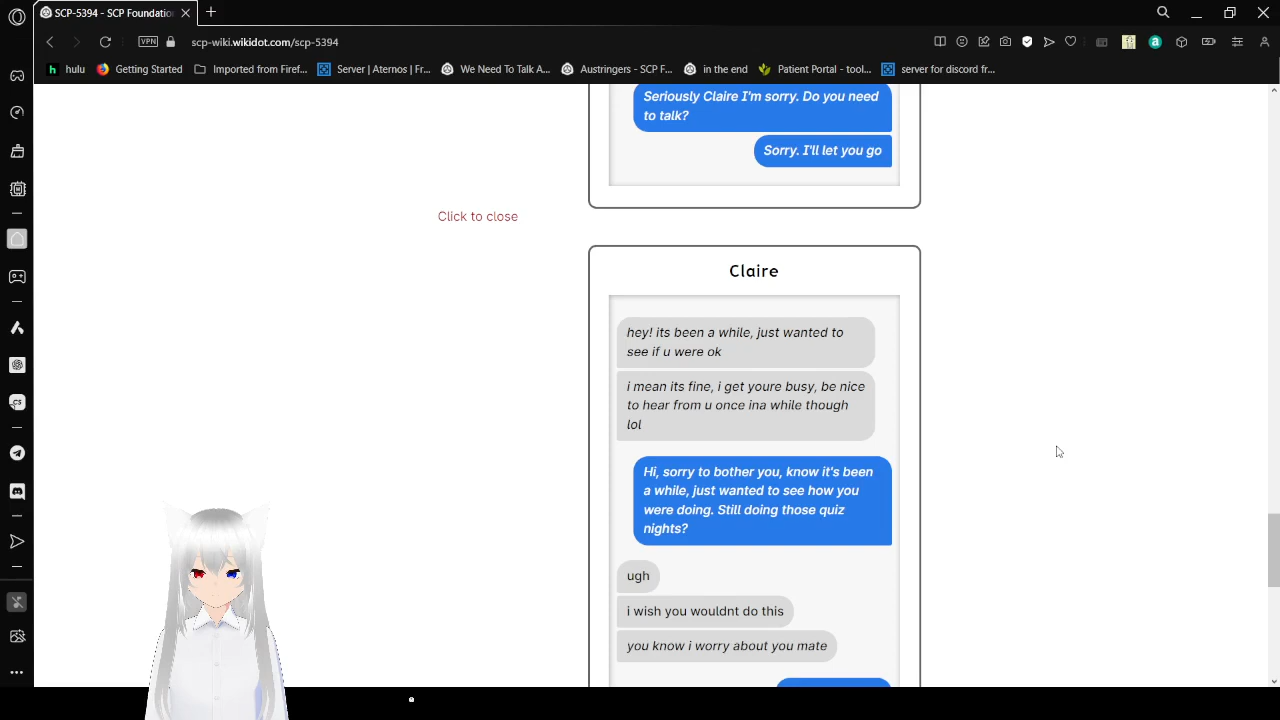 SCP-5394 - SCP Foundatio
VPN
scp-wiki.wikidot.com/scp-5394
hulu
Getting Started
Imported from Firef...
Server | Aternos | Fr...
We Need To Talk A...
Austringers - SCP F...
in the end
Patient Portal - tool...
server for discord fr...
Seriously Claire I'm sorry. Do you need
to talk?
Sorry. I'll let you go
Click to close
Claire
hey! its been a while, just wanted to
see if u were ok
i mean its fine, i get youre busy, be nice
to hear from u once ina while though
lol
Hi, sorry to bother you, know it's been
a while, just wanted to see how you
were doing. Still doing those quiz
nights?
ugh
i wish you wouldnt do this
you know i worry about you mate